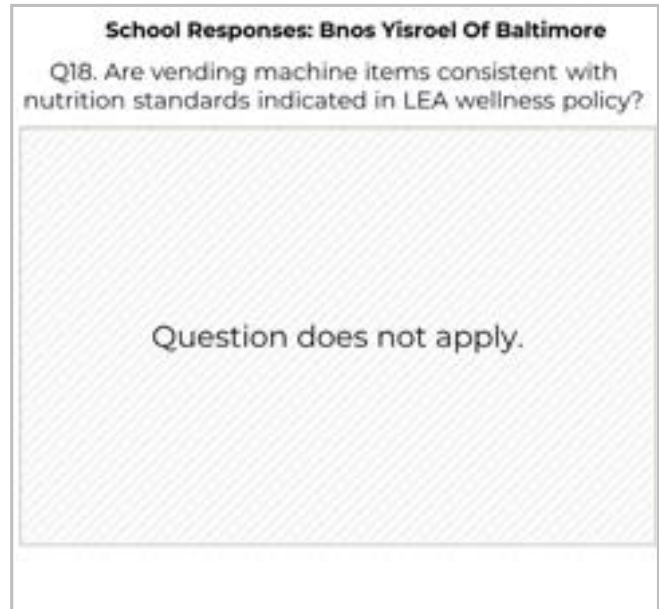 School Responses: Bnos Yisroel Of Baltimore
Q18. Are vending machine items consistent with
nutrition standards indicated in LEA wellness policy?
Question does not apply.